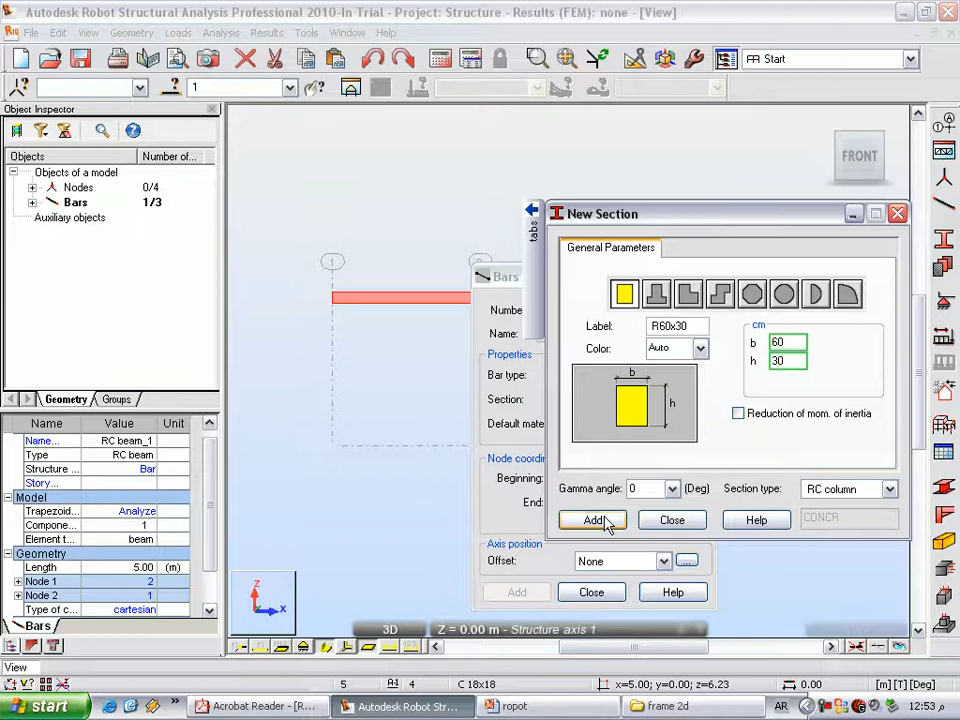 Autodesk Robot Structural Analysis Professional 2010-In Trial - Project: Structure - Results (FEM): none - [View]
File Edit View Geometry Loads Analysis Results Tools Window Help
Start
1
Object Inspector
Objects Number of...
Objects of a model
Nodes 0/4
Bars 1/3
Auxiliary objects
Geometry Groups
Name Value Unit
Name... RC beam_1
Type RC beam
Structure ... Bar
Story...
Model
Trapezoid... Analyze
Compone... 1
Element t... beam
Geometry
Length 5.00 (m)
Node 1 2
Node 2 1
Type of c... cartesian
Bars
View
FRONT
1
tabs
Bars
Numbe
Name:
Properties
Bar type:
Section:
Default mate
Node coordin
Beginning:
End:
Axis position
Offset: None ...
Add Close Help
New Section
General Parameters
Label: R60x30
Color: Auto
cm
b 60
h 30
b
h
Reduction of mom. of inertia
Gamma angle: 0 (Deg) Section type: RC column
Add Close Help CONCR
Z
X
3D Z = 0.00 m - Structure axis 1
5 4 C 18x18 x=5.00; y=0.00; z=6.23 0.00 [m] [T] [Deg]
start Acrobat Reader - [R... Autodesk Robot Struc... ropot frame 2d AR 12:53 م